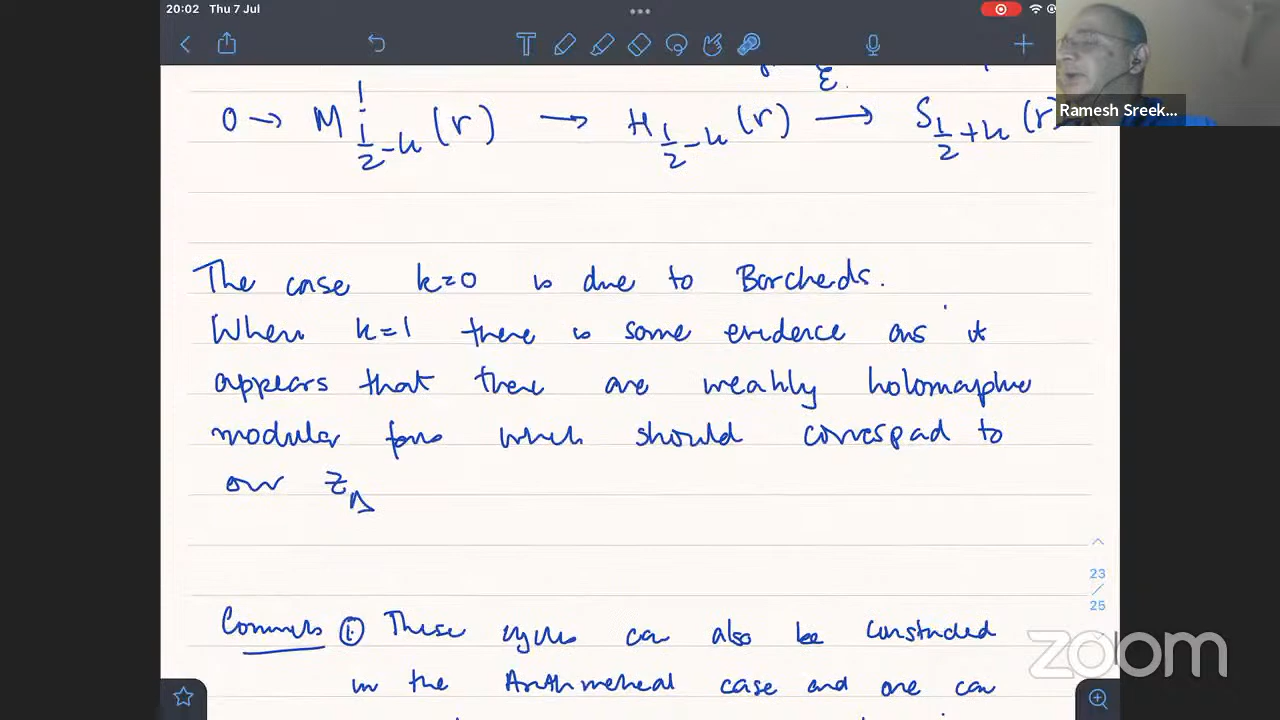 20:02 Thu 7 Jul
Ramesh Sreek...
0 → M^!_{1/2-k}(Γ) → H_{1/2-k}(Γ) →^{ξ} S_{1/2+k}(Γ)
The case k=0 is due to Borcherds.
When k=1 there is some evidence as it
appears that there are weakly holomorphic
modular forms which should correspond to
our Z_Δ
23
/
25
Comments ① These cycles can also be constructed
in the Arithmetical case and one can
zoom